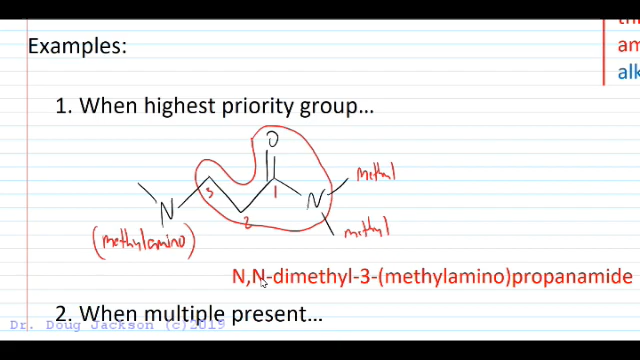 Examples:
thi
am
alk
1. When highest priority group...
O
methyl
N
3
1
N
2
methyl
(methylamino)
N,N-dimethyl-3-(methylamino)propanamide
2. When multiple present...
Dr. Doug Jackson (c)2019